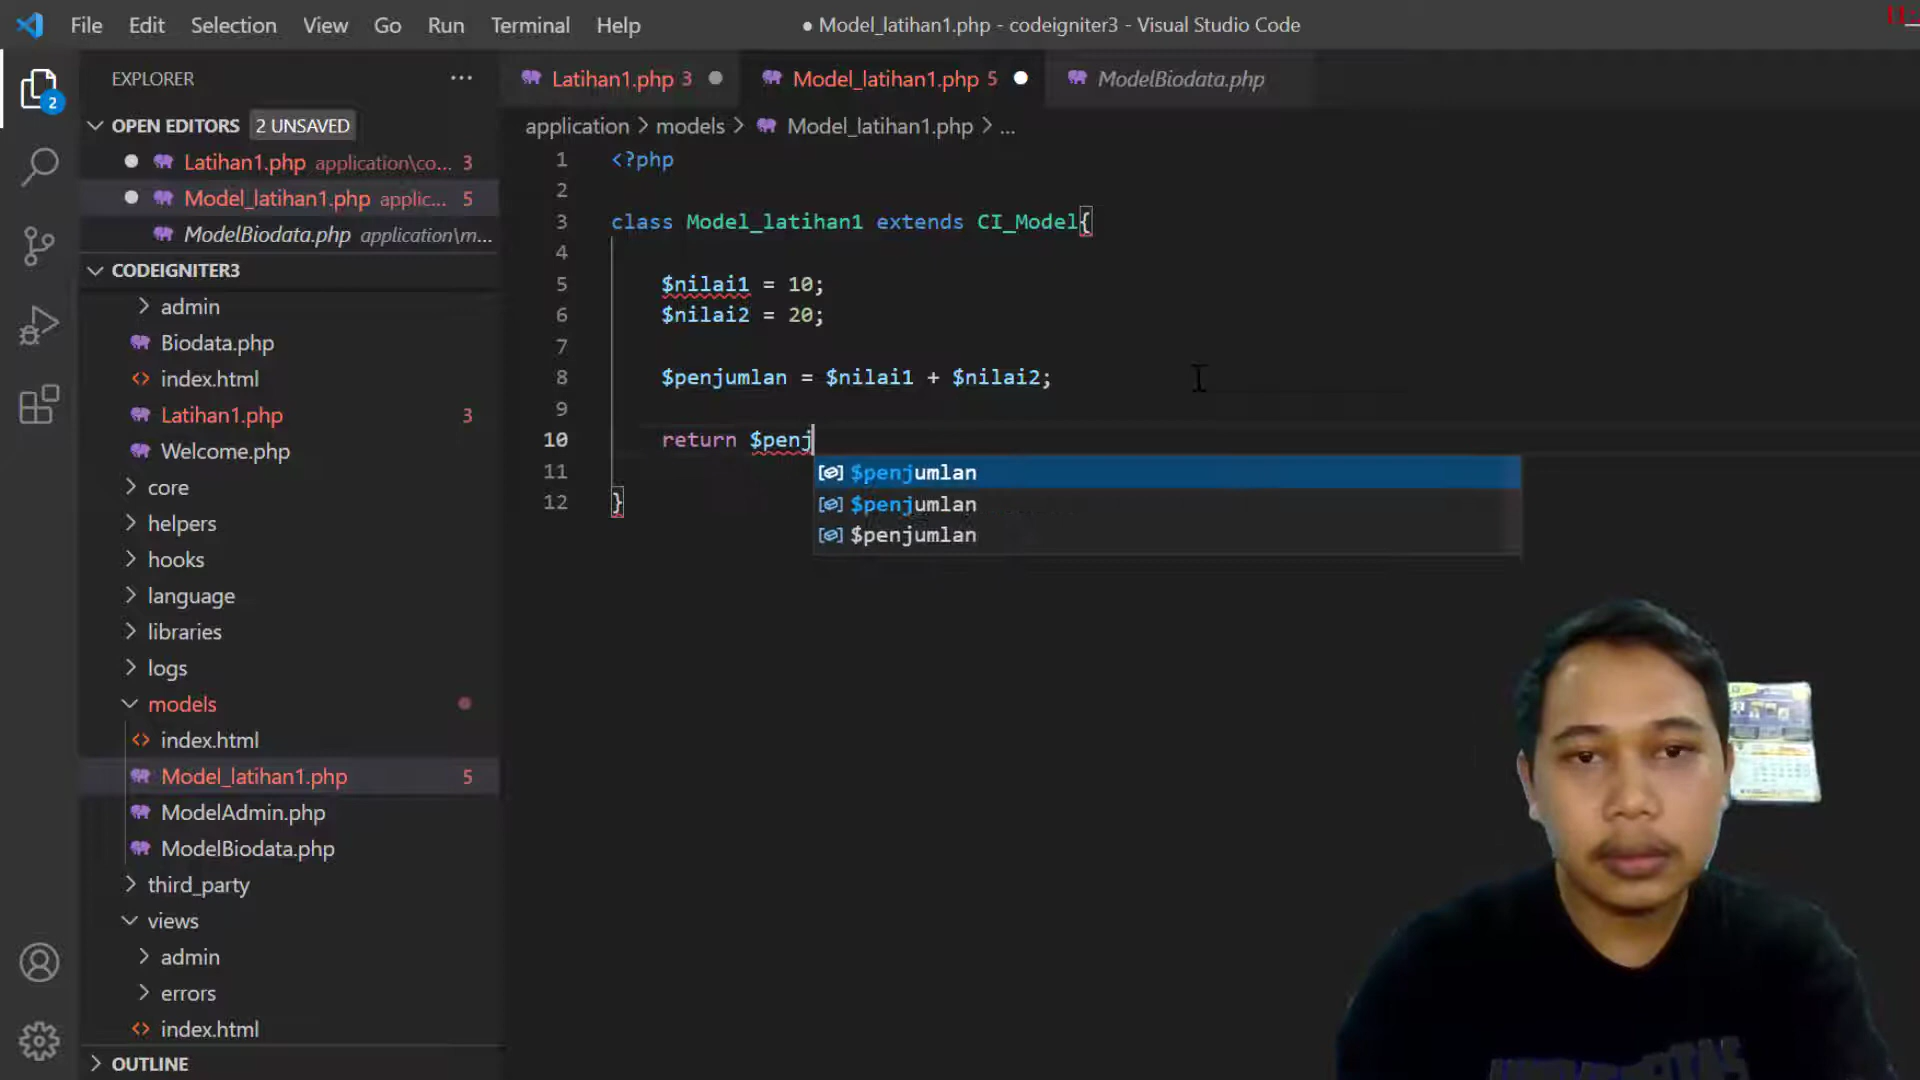 File Edit Selection View Go Run Terminal Help
● Model_latihan1.php - codeigniter3 - Visual Studio Code
EXPLORER ...
Latihan1.php 3
Model_latihan1.php 5
ModelBiodata.php
2
OPEN EDITORS 2 UNSAVED
Latihan1.php application\co... 3
Model_latihan1.php applic... 5
ModelBiodata.php application\m...
CODEIGNITER3
admin
Biodata.php
index.html
Latihan1.php 3
Welcome.php
core
helpers
hooks
language
libraries
logs
models
index.html
Model_latihan1.php 5
ModelAdmin.php
ModelBiodata.php
third_party
views
admin
errors
index.html
OUTLINE
application > models > Model_latihan1.php > ...
1 <?php
2
3 class Model_latihan1 extends CI_Model{
4
5 $nilai1 = 10;
6 $nilai2 = 20;
7
8 $penjumlan = $nilai1 + $nilai2;
9
10 return $penj
11
12 }
$penjumlan
$penjumlan
$penjumlan